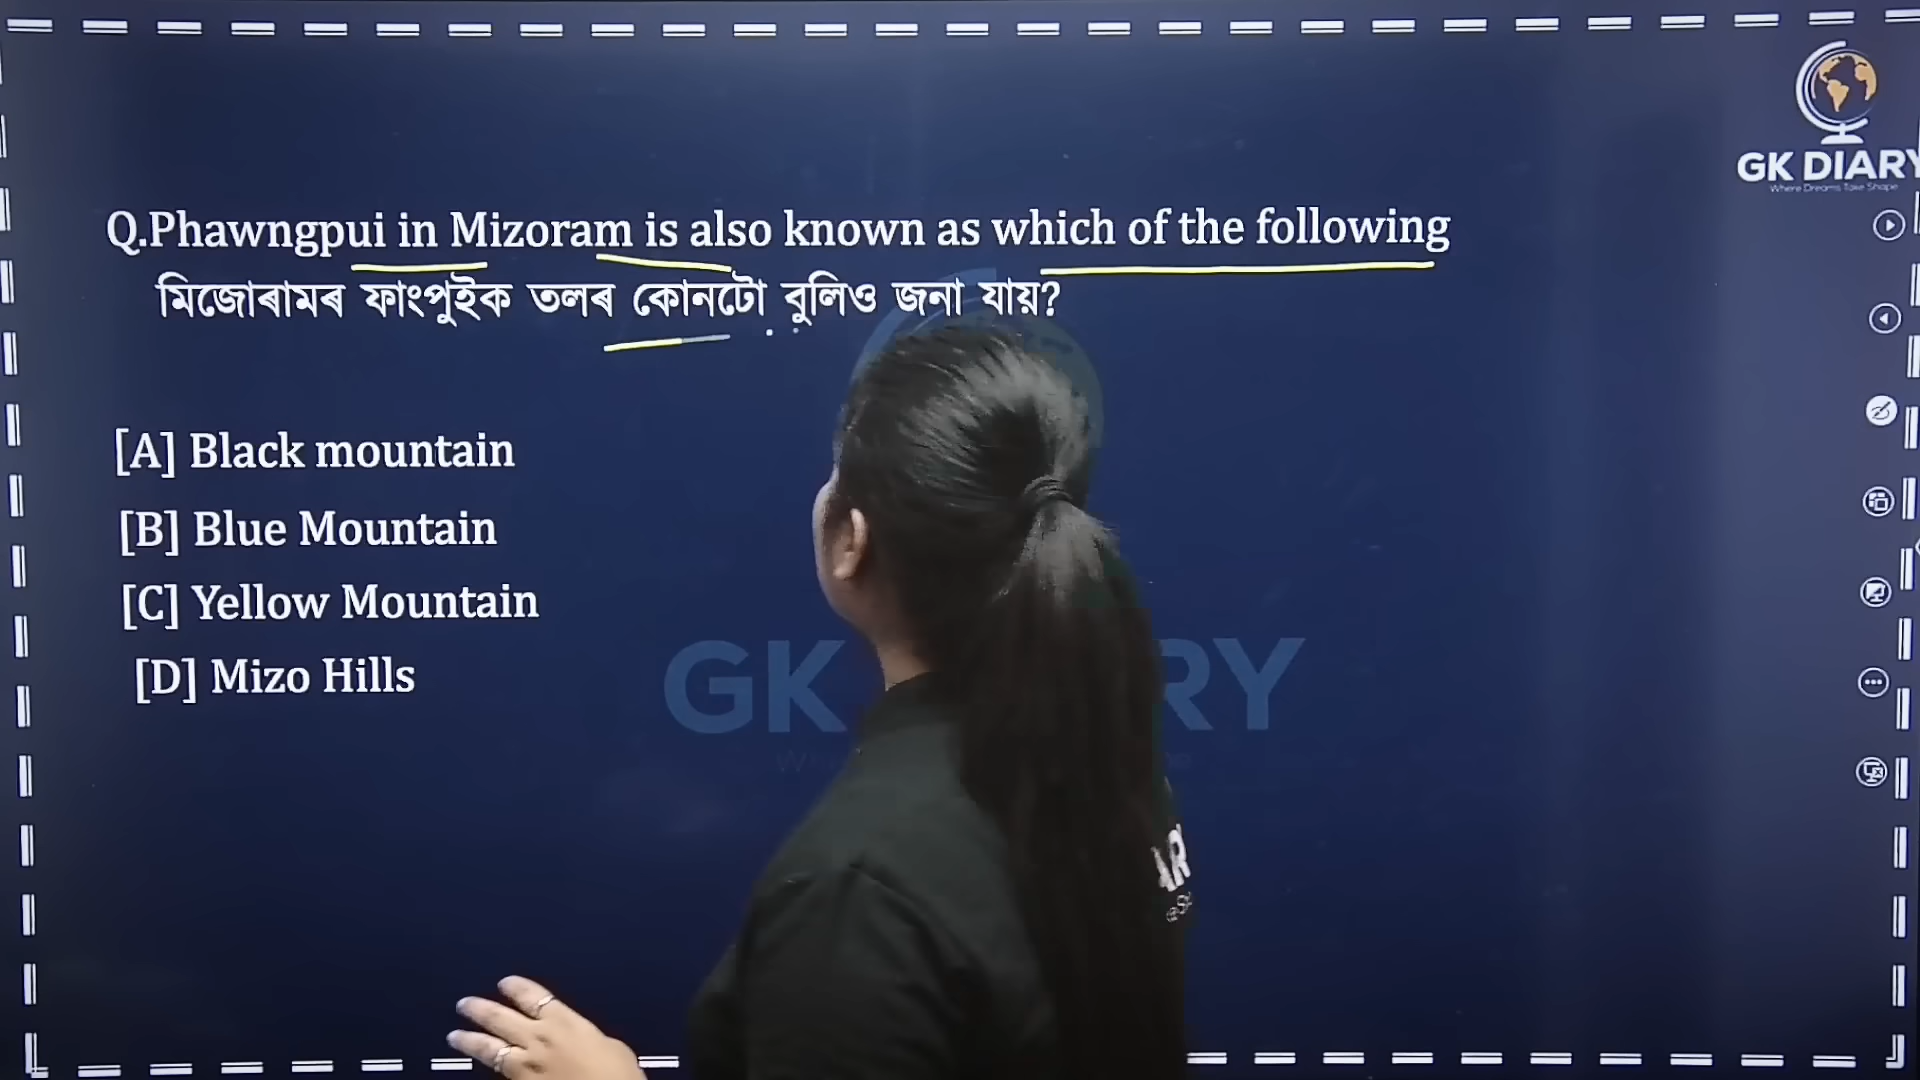 GK DIARY
Where Dreams Take Shape
Q.Phawngpui in Mizoram is also known as which of the following
মিজোৰামৰ ফাংপুইক তলৰ কোনটো বুলিও জনা যায়?
[A] Black mountain
[B] Blue Mountain
[C] Yellow Mountain
[D] Mizo Hills
GK RY
AR